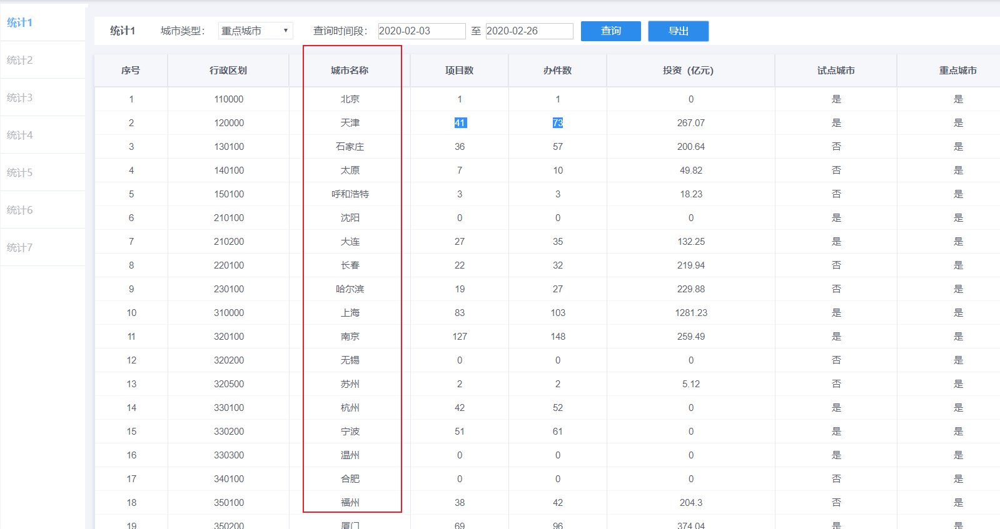 统计1
统计2
统计3
统计4
统计5
统计6
统计7
统计1 城市类型： 重点城市 查询时间段： 2020-02-03 至 2020-02-26 查询 导出
序号 行政区划 城市名称 项目数 办件数 投资（亿元） 试点城市 重点城市
1 110000 北京 1 1 0 是 是
2 120000 天津 41 73 267.07 是 是
3 130100 石家庄 36 57 200.64 否 是
4 140100 太原 7 10 49.82 否 是
5 150100 呼和浩特 3 3 18.23 否 是
6 210100 沈阳 0 0 0 是 是
7 210200 大连 27 35 132.25 是 是
8 220100 长春 22 32 219.94 否 是
9 230100 哈尔滨 19 27 229.88 否 是
10 310000 上海 83 103 1281.23 是 是
11 320100 南京 127 148 259.49 是 是
12 320200 无锡 0 0 0 否 是
13 320500 苏州 2 2 5.12 否 是
14 330100 杭州 42 52 0 是 是
15 330200 宁波 51 61 0 是 是
16 330300 温州 0 0 0 是 是
17 340100 合肥 0 0 0 否 是
18 350100 福州 38 42 204.3 否 是
19 350200 厦门 69 96 374.04 是 是